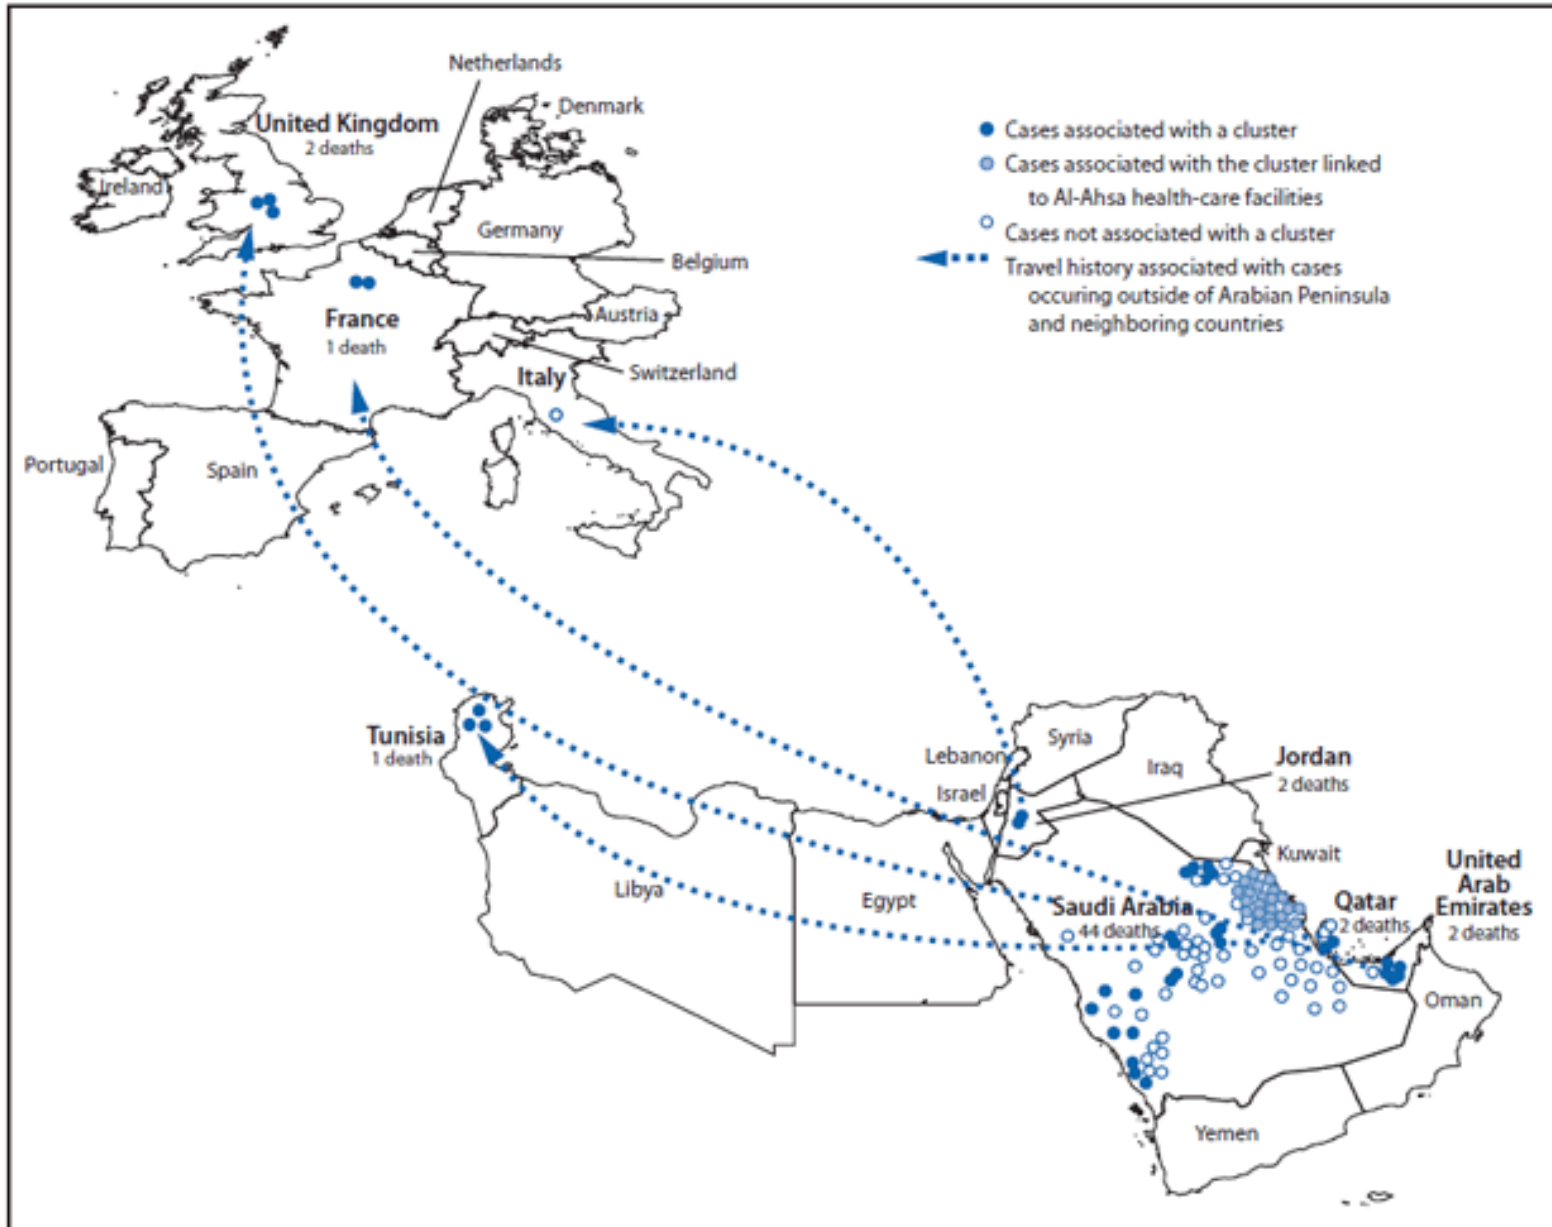 Netherlands
Denmark
United Kingdom
2 deaths
Ireland
Germany
Belgium
France
1 death
Austria
Switzerland
Italy
Portugal
Spain
Cases associated with a cluster
Cases associated with the cluster linked
to Al-Ahsa health-care facilities
Cases not associated with a cluster
Travel history associated with cases
occuring outside of Arabian Peninsula
and neighboring countries
Tunisia
1 death
Libya
Egypt
Lebanon
Syria
Israel
Iraq
Jordan
2 deaths
Kuwait
Saudi Arabia
44 deaths
Qatar
2 deaths
United
Arab
Emirates
2 deaths
Oman
Yemen